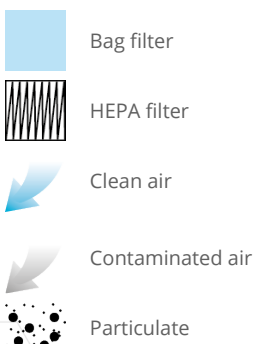 Bag filter
HEPA filter
Clean air
Contaminated air
Particulate